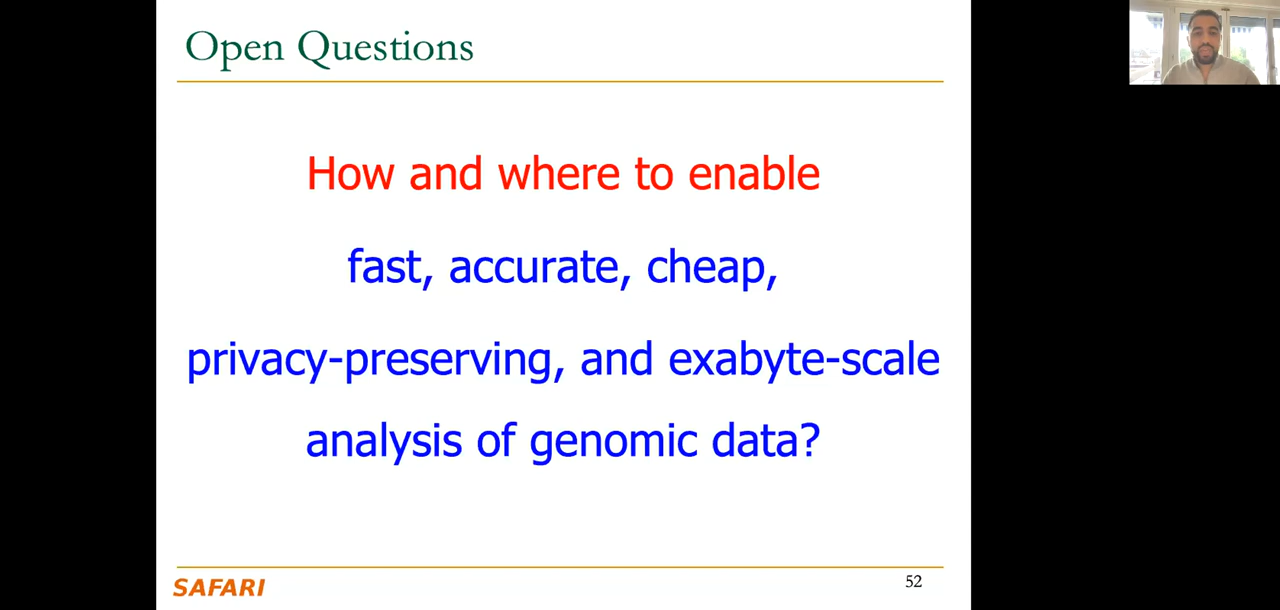 Open Questions
How and where to enable
fast, accurate, cheap,
privacy-preserving, and exabyte-scale
analysis of genomic data?
SAFARI
52